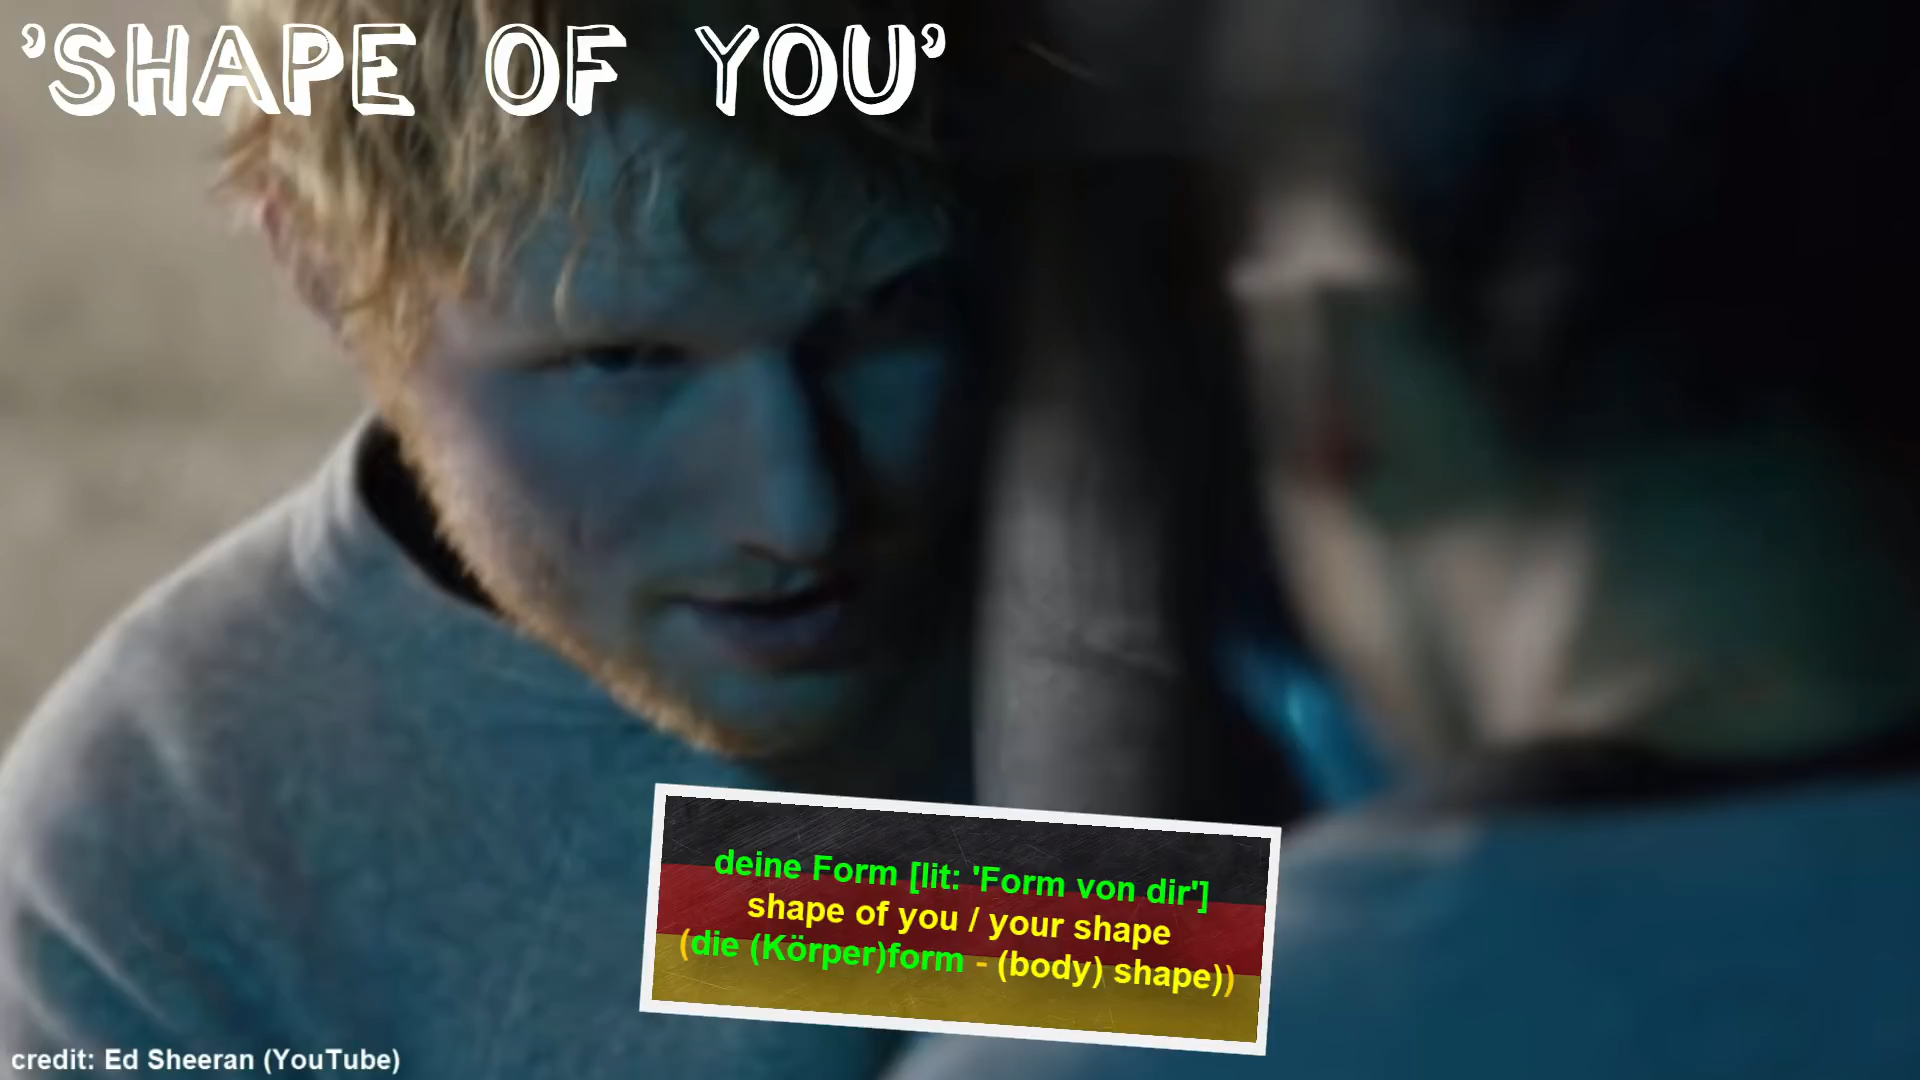 'SHAPE OF YOU'
deine Form [lit: 'Form von dir']
shape of you / your shape
(die (Körper)form - (body) shape))
credit: Ed Sheeran (YouTube)